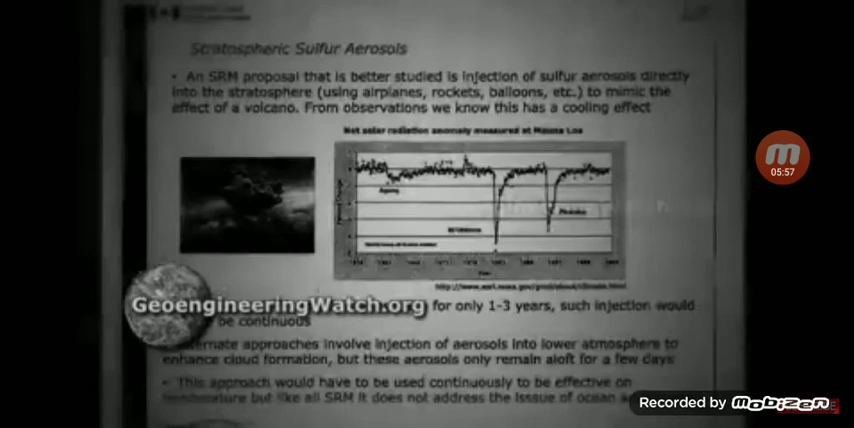 Stratospheric Sulfur Aerosols
• An SRM proposal that is better studied is injection of sulfur aerosols directly
into the stratosphere (using airplanes, rockets, balloons, etc.) to mimic the
effect of a volcano. From observations we know this has a cooling effect
Net solar radiation anomaly measured at Mauna Loa
Agung
Year
GeoengineeringWatch.org
for only 1-3 years, such injection would
be continuous
approaches involve injection of aerosols into lower atmosphere to
enhance cloud formation, but these aerosols only remain aloft for a few days
• This approach would have to be used continuously to be effective on
temperature but like all SRM it does not address the isssue of ocean
05:57
Recorded by mobizen